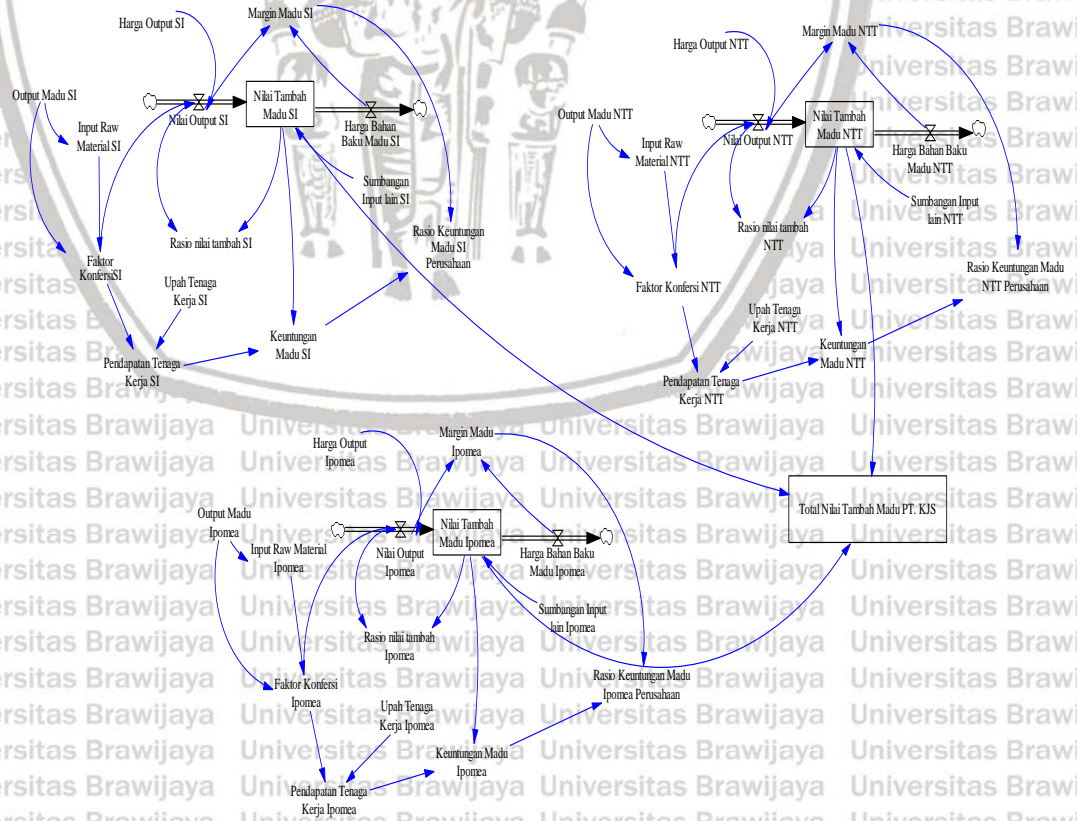 Harga Output SI
Margin Madu SI
Output Madu SI
Input Raw
Material SI
Nilai Output SI
Nilai Tambah
Madu SI
Harga Bahan
Baku Madu SI
Sumbangan
Input lain SI
Rasio nilai tambah SI
Rasio Keuntungan
Madu SI
Perusahaan
Faktor
KonfersiSI
Upah Tenaga
Kerja SI
Keuntungan
Madu SI
Pendapatan Tenaga
Kerja SI
Harga Output NTT
Margin Madu NTT
Output Madu NTT
Input Raw
Material NTT
Nilai Output NTT
Nilai Tambah
Madu NTT
Harga Bahan Baku
Madu NTT
Sumbangan Input
lain NTT
Rasio nilai tambah
NTT
Rasio Keuntungan Madu
NTT Perusahaan
Faktor Konfersi NTT
Upah Tenaga
Kerja NTT
Keuntungan
Madu NTT
Pendapatan Tenaga
Kerja NTT
Harga Output
Ipomea
Margin Madu
Ipomea
Output Madu
Ipomea
Input Raw Material
Ipomea
Nilai Output
Ipomea
Nilai Tambah
Madu Ipomea
Harga Bahan Baku
Madu Ipomea
Sumbangan Input
lain Ipomea
Rasio nilai tambah
Ipomea
Rasio Keuntungan Madu
Ipomea Perusahaan
Faktor Konfersi
Ipomea
Upah Tenaga
Kerja Ipomea
Keuntungan Madu
Ipomea
Pendapatan Tenaga
Kerja Ipomea
Total Nilai Tambah Madu PT. KJS
Universitas Brawijaya